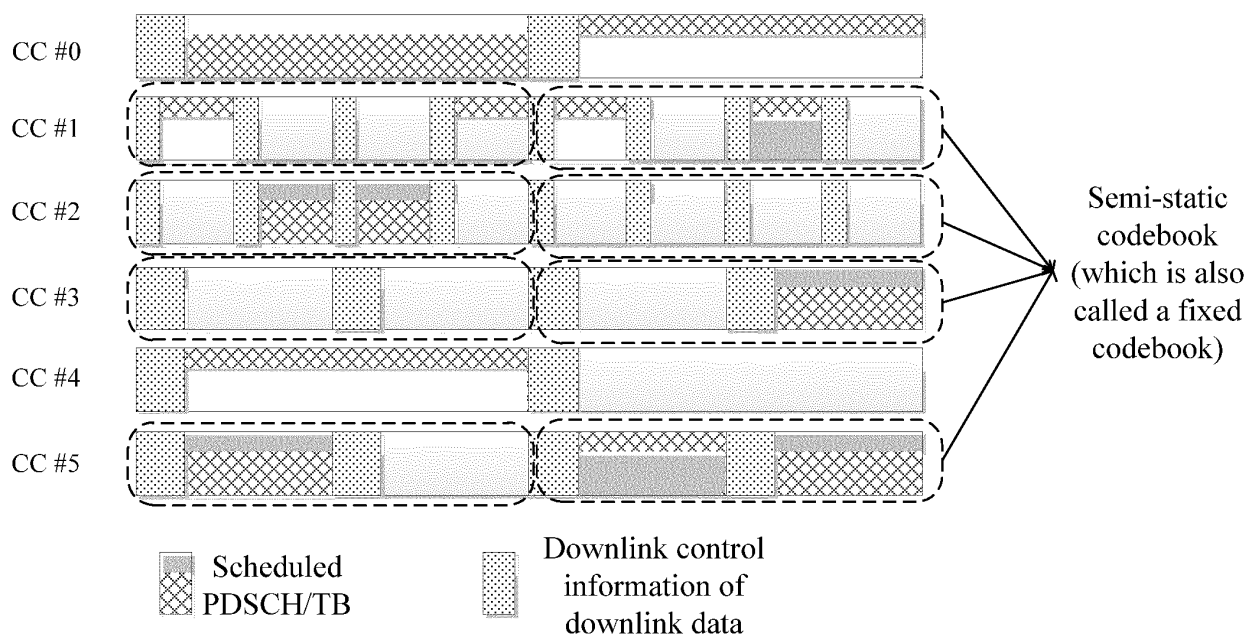 CC #0
CC #1
CC #2
CC #3
CC #4
CC #5
Semi-static
codebook
(which is also
called a fixed
codebook)
Scheduled
PDSCH/TB
Downlink control
information of
downlink data